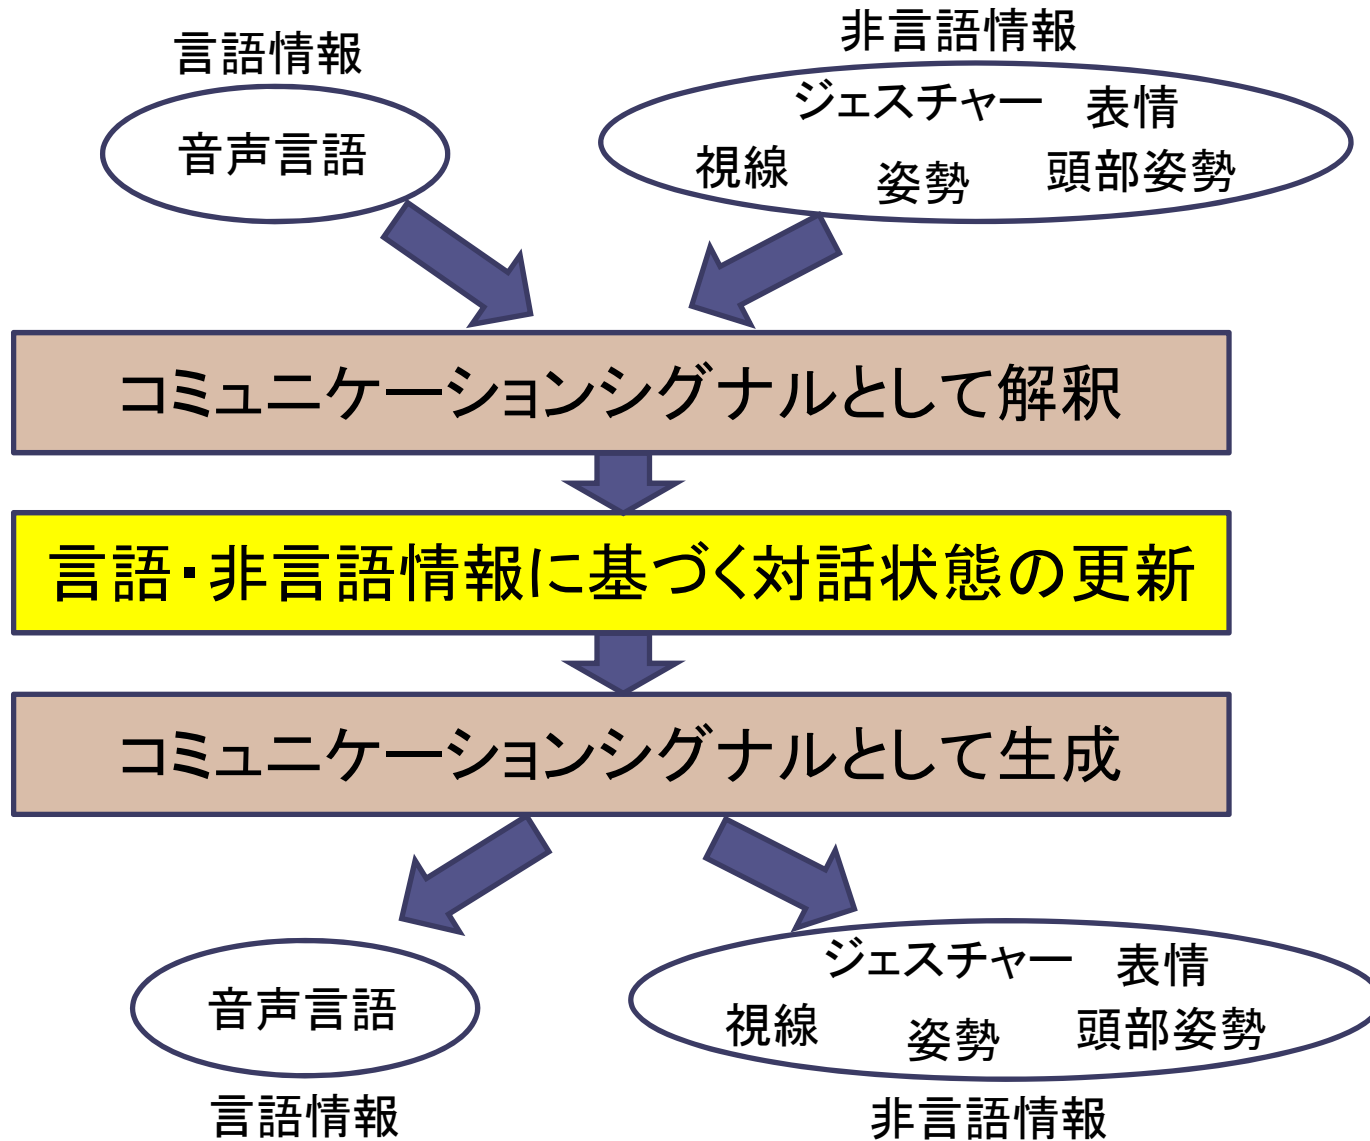 言語情報
非言語情報
音声言語
ジェスチャー 表情
視線 姿勢 頭部姿勢
コミュニケーションシグナルとして解釈
言語・非言語情報に基づく対話状態の更新
コミュニケーションシグナルとして生成
音声言語
ジェスチャー 表情
視線 姿勢 頭部姿勢
言語情報
非言語情報